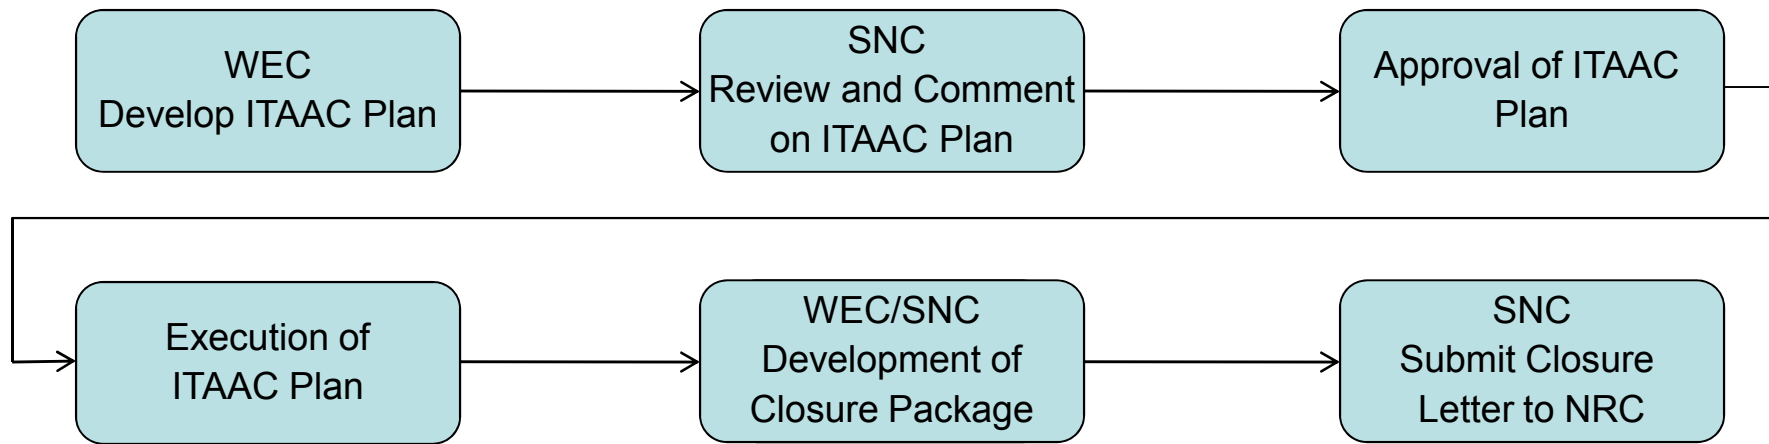 WEC
Develop ITAAC Plan
SNC
Review and Comment
on ITAAC Plan
Approval of ITAAC
Plan
Execution of
ITAAC Plan
WEC/SNC
Development of
Closure Package
SNC
Submit Closure
Letter to NRC